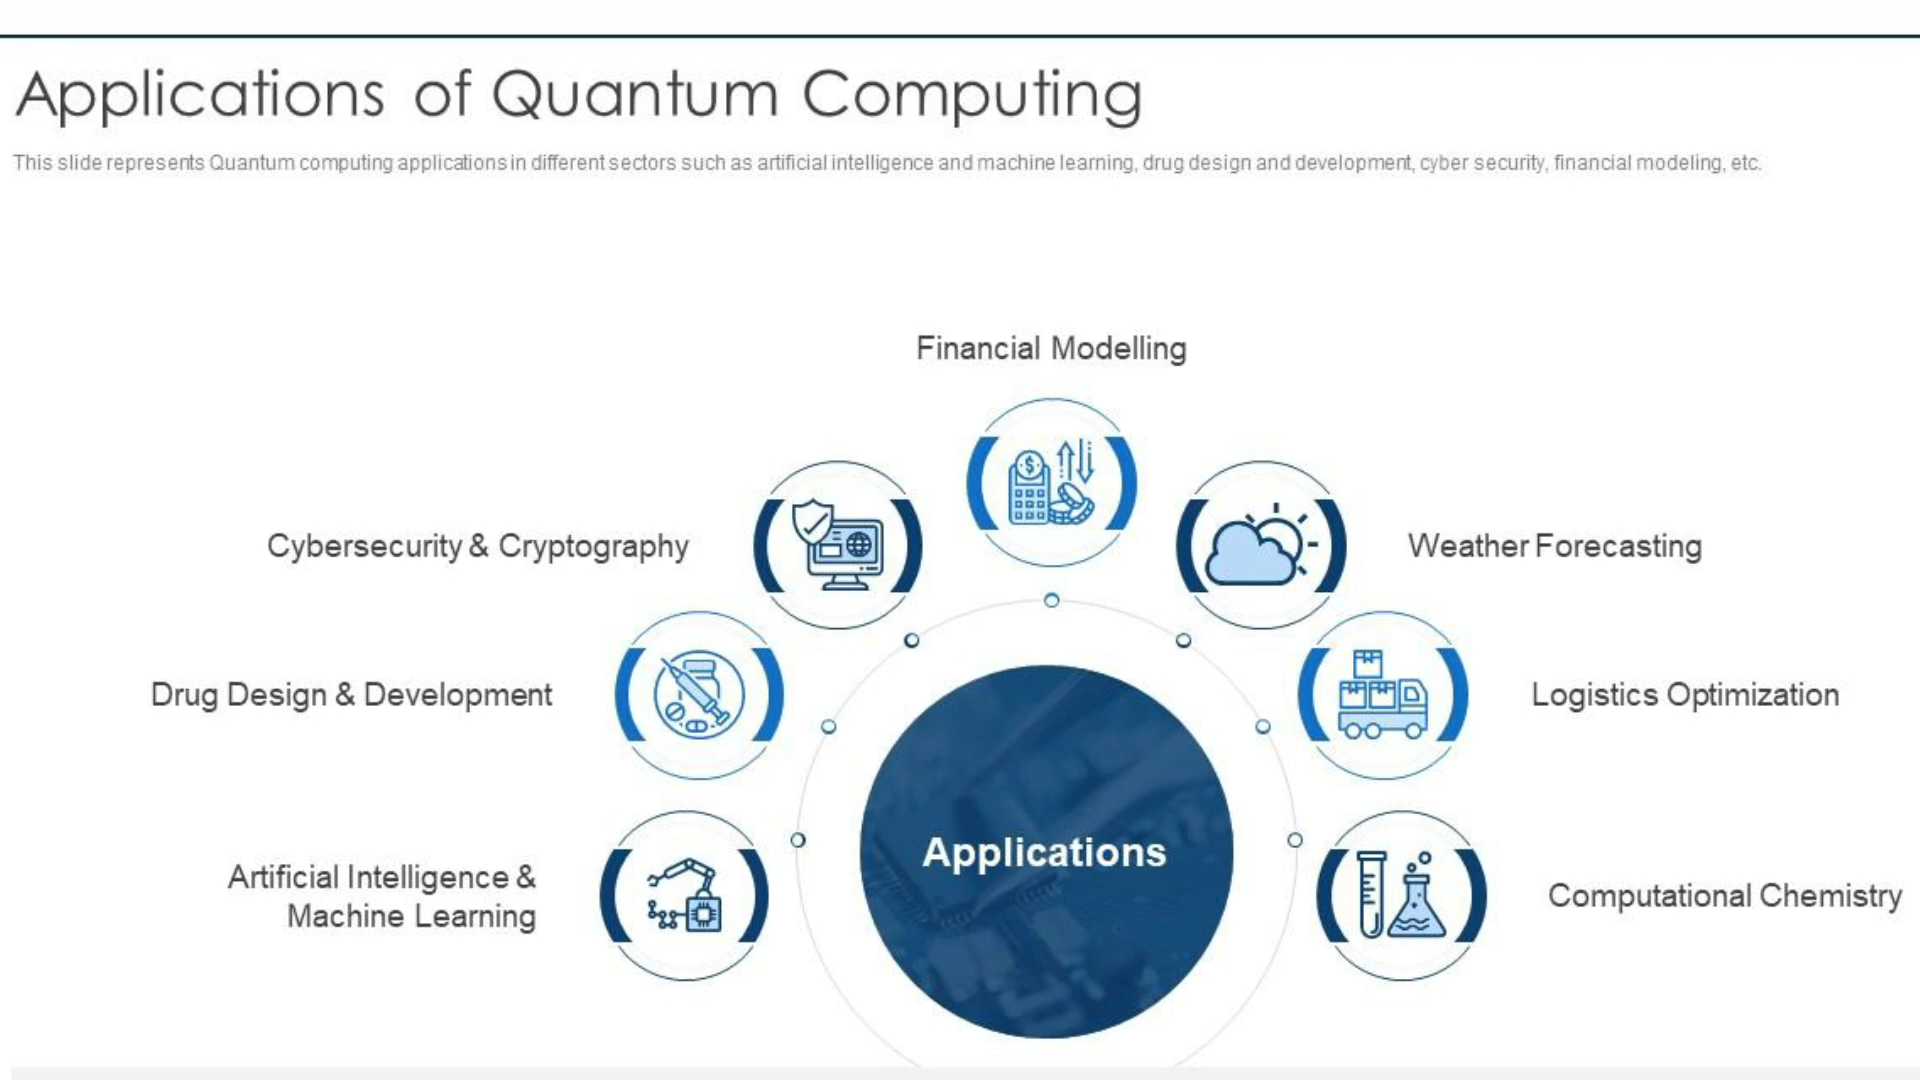 Applications of Quantum Computing
This slide represents Quantum computing applications in different sectors such as artificial intelligence and machine learning, drug design and development, cyber security, financial modeling, etc.
Financial Modelling
Cybersecurity & Cryptography
Weather Forecasting
Drug Design & Development
Logistics Optimization
Applications
Artificial Intelligence &
Machine Learning
Computational Chemistry